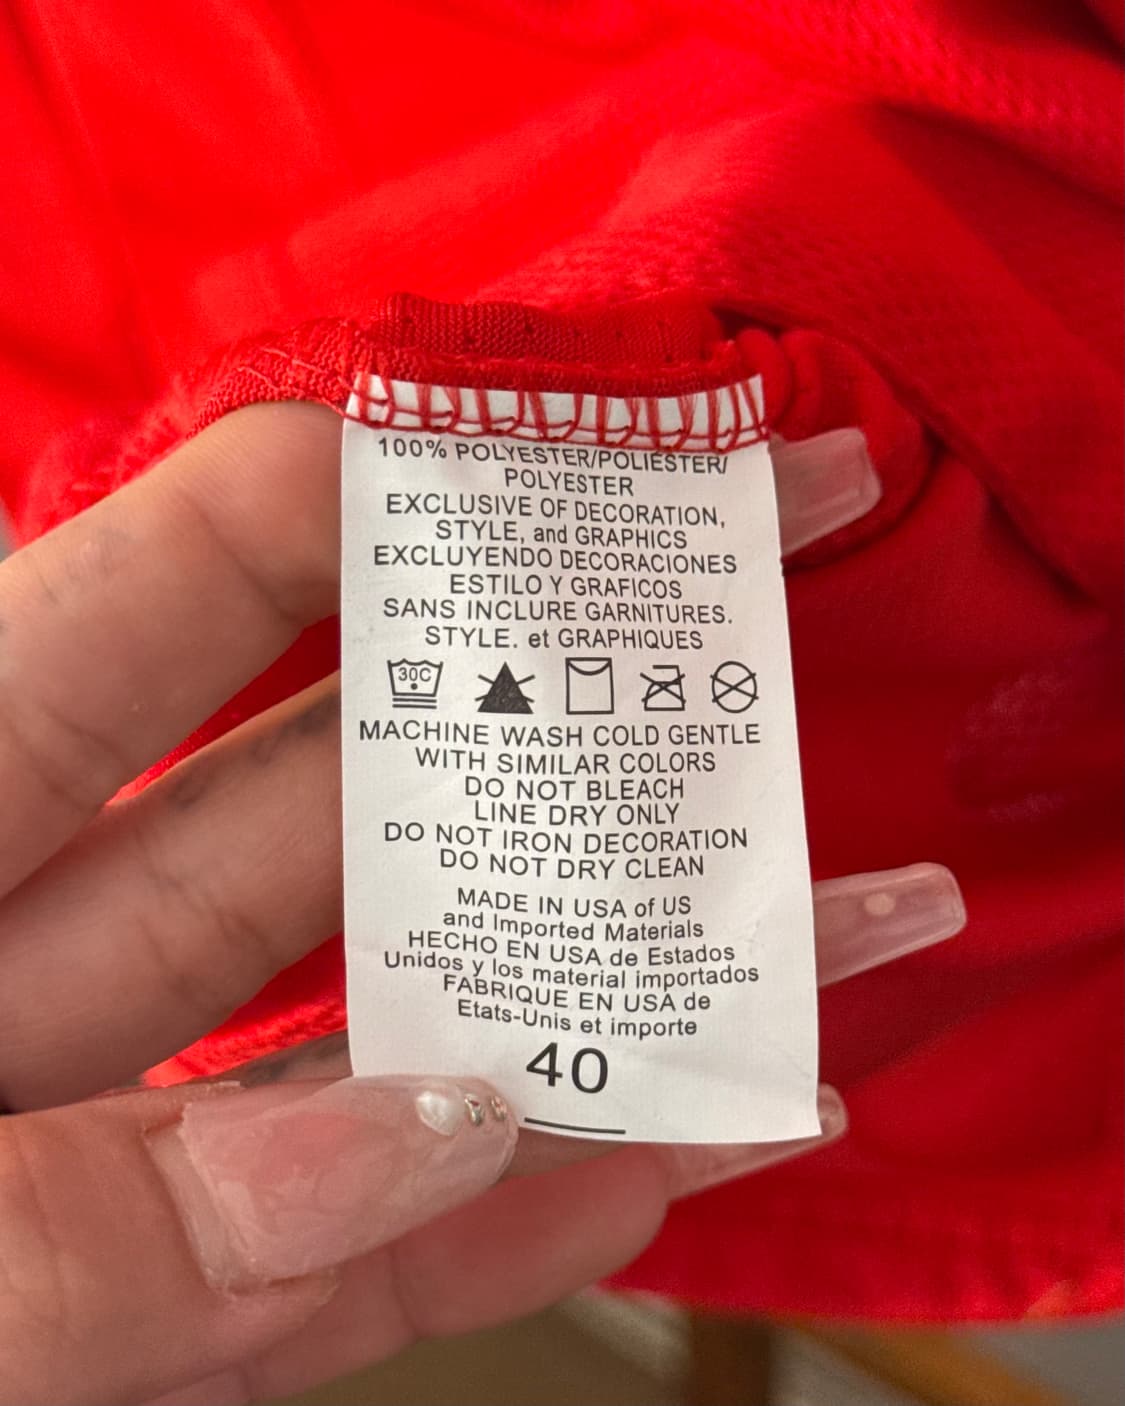 100% POLYESTER/POLIESTER/
POLYESTER
EXCLUSIVE OF DECORATION,
STYLE, and GRAPHICS
EXCLUYENDO DECORACIONES
ESTILO Y GRAFICOS
SANS INCLURE GARNITURES.
STYLE. et GRAPHIQUES
30C
MACHINE WASH COLD GENTLE
WITH SIMILAR COLORS
DO NOT BLEACH
LINE DRY ONLY
DO NOT IRON DECORATION
DO NOT DRY CLEAN
MADE IN USA of US
and Imported Materials
HECHO EN USA de Estados
Unidos y los material importados
FABRIQUE EN USA de
Etats-Unis et importe
40